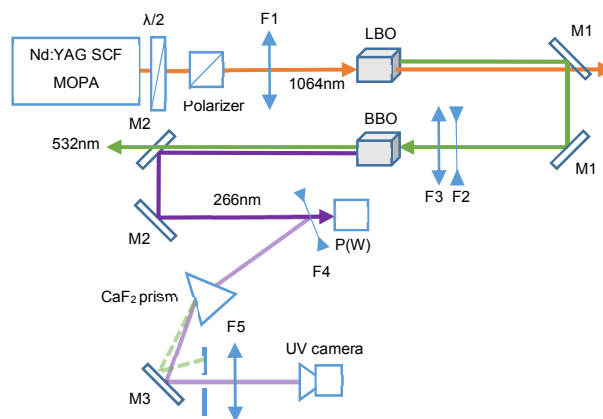 λ/2
F1
LBO
M1
Nd:YAG SCF
MOPA
Polarizer
1064nm
M2
BBO
532nm
F3
F2
M1
266nm
M2
P(W)
F4
CaF₂ prism
F5
UV camera
M3